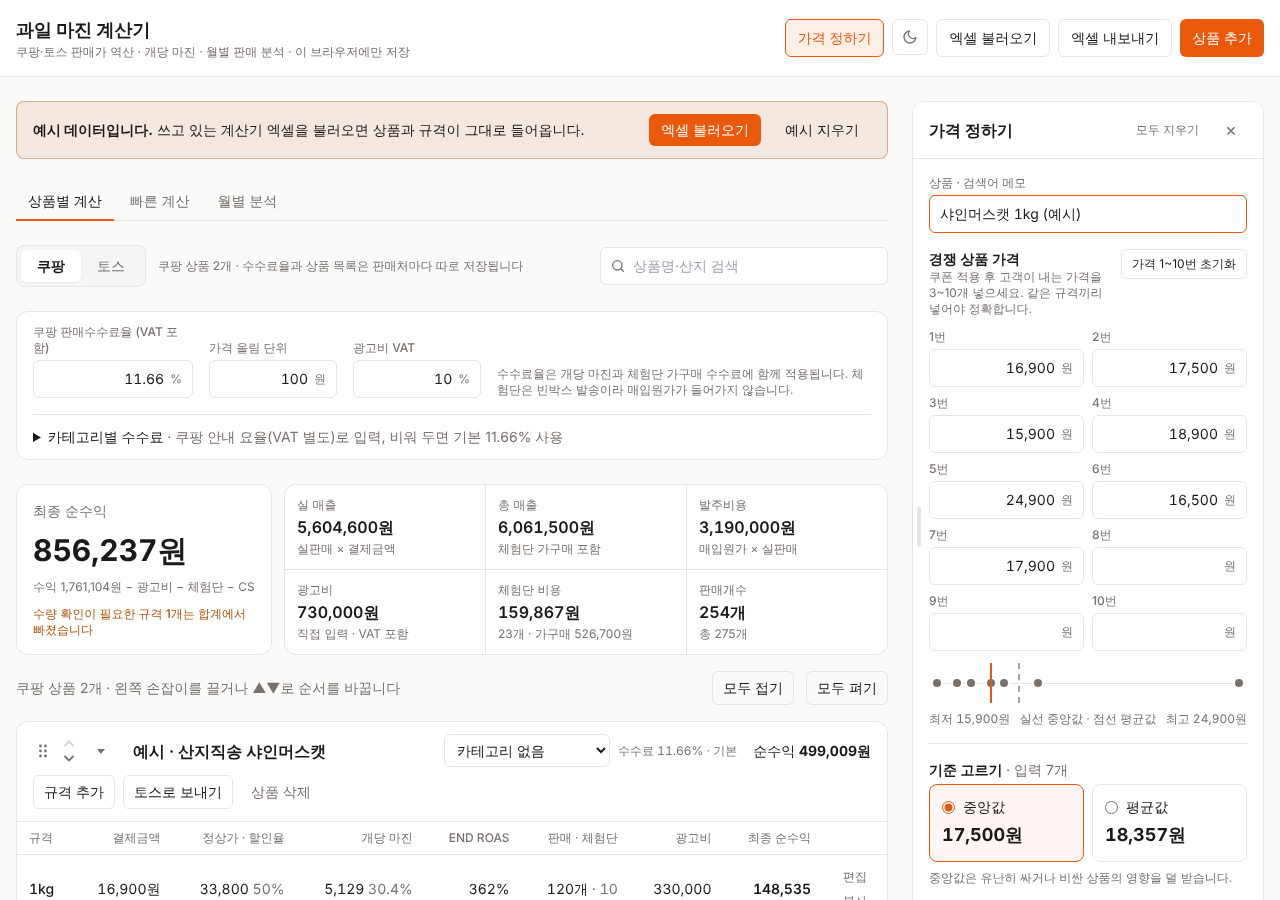 과일 마진 계산기
쿠팡·토스 판매가 역산 · 개당 마진 · 월별 판매 분석 · 이 브라우저에만 저장
가격 정하기
엑셀 불러오기
엑셀 내보내기
상품 추가
예시 데이터입니다. 쓰고 있는 계산기 엑셀을 불러오면 상품과 규격이 그대로 들어옵니다.
엑셀 불러오기
예시 지우기
상품별 계산
빠른 계산
월별 분석
쿠팡
토스
쿠팡 상품 2개 · 수수료율과 상품 목록은 판매처마다 따로 저장됩니다
상품명·산지 검색
쿠팡 판매수수료율 (VAT 포
함)
11.66 %
가격 올림 단위
100 원
광고비 VAT
10 %
수수료율은 개당 마진과 체험단 가구매 수수료에 함께 적용됩니다. 체
험단은 빈박스 발송이라 매입원가가 들어가지 않습니다.
▶ 카테고리별 수수료 · 쿠팡 안내 요율(VAT 별도)로 입력, 비워 두면 기본 11.66% 사용
최종 순수익
856,237원
수익 1,761,104원 − 광고비 − 체험단 − CS
수량 확인이 필요한 규격 1개는 합계에서
빠졌습니다
실 매출
5,604,600원
실판매 × 결제금액
총 매출
6,061,500원
체험단 가구매 포함
발주비용
3,190,000원
매입원가 × 실판매
광고비
730,000원
직접 입력 · VAT 포함
체험단 비용
159,867원
23개 · 가구매 526,700원
판매개수
254개
총 275개
쿠팡 상품 2개 · 왼쪽 손잡이를 끌거나 ▲▼로 순서를 바꿉니다
모두 접기
모두 펴기
예시 · 산지직송 샤인머스캣
카테고리 없음
수수료 11.66% · 기본
순수익 499,009원
규격 추가
토스로 보내기
상품 삭제
규격 결제금액 정상가 · 할인율 개당 마진 END ROAS 판매 · 체험단 광고비 최종 순수익
1kg 16,900원 33,800 50% 5,129 30.4% 362% 120개 · 10 330,000 148,535 편집
가격 정하기
모두 지우기
상품 · 검색어 메모
샤인머스캣 1kg (예시)
경쟁 상품 가격
가격 1~10번 초기화
쿠폰 적용 후 고객이 내는 가격을
3~10개 넣으세요. 같은 규격끼리
넣어야 정확합니다.
1번 2번
16,900 원 17,500 원
3번 4번
15,900 원 18,900 원
5번 6번
24,900 원 16,500 원
7번 8번
17,900 원 원
9번 10번
원 원
최저 15,900원 실선 중앙값 · 점선 평균값 최고 24,900원
기준 고르기 · 입력 7개
중앙값 평균값
17,500원 18,357원
중앙값은 유난히 싸거나 비싼 상품의 영향을 덜 받습니다.